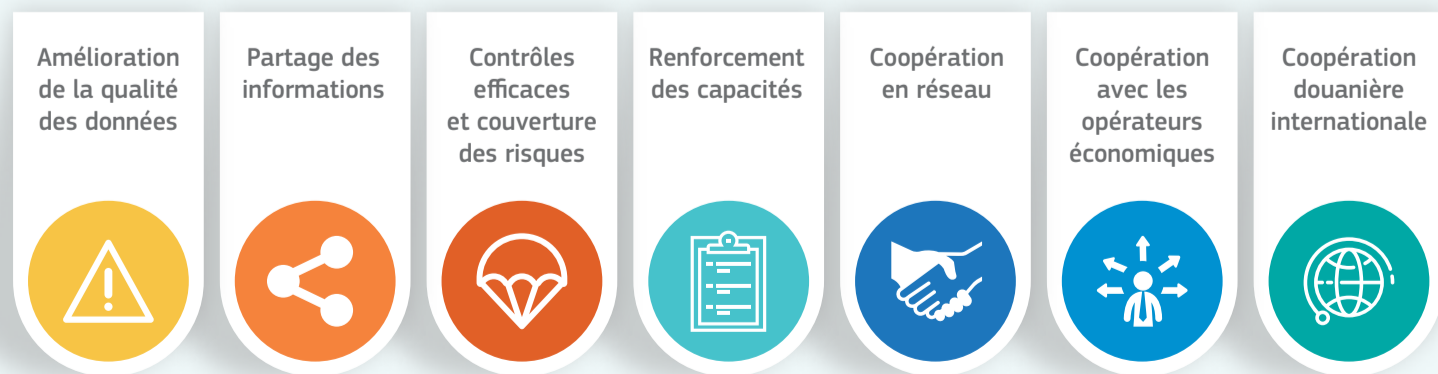 Amélioration
de la qualité
des données
Partage des
informations
Contrôles
efficaces
et couverture
des risques
Renforcement
des capacités
Coopération
en réseau
Coopération
avec les
opérateurs
économiques
Coopération
douanière
internationale